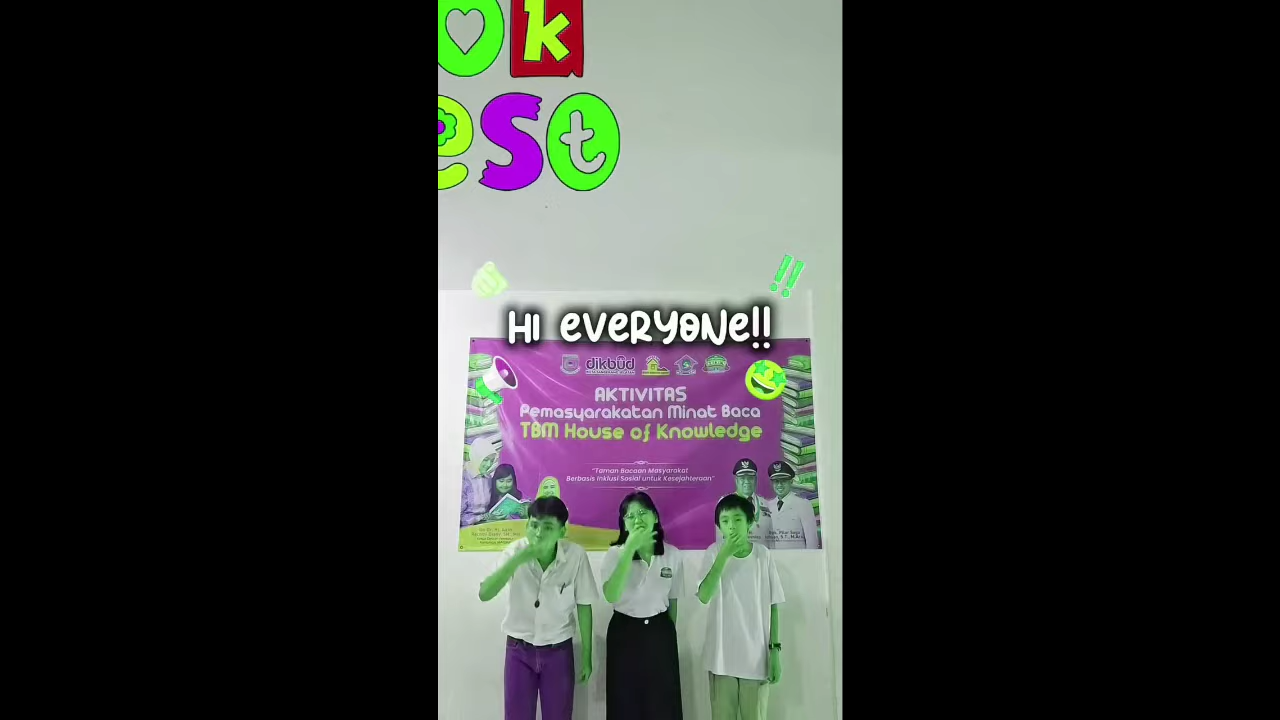 ok
est
HI EVERYONE!!
dikbud
AKTIVITAS
Pemasyarakatan Minat Baca
TBM House of Knowledge
"Taman Bacaan Masyarakat
Berbasis Inklusi Sosial untuk Kesejahteraan"